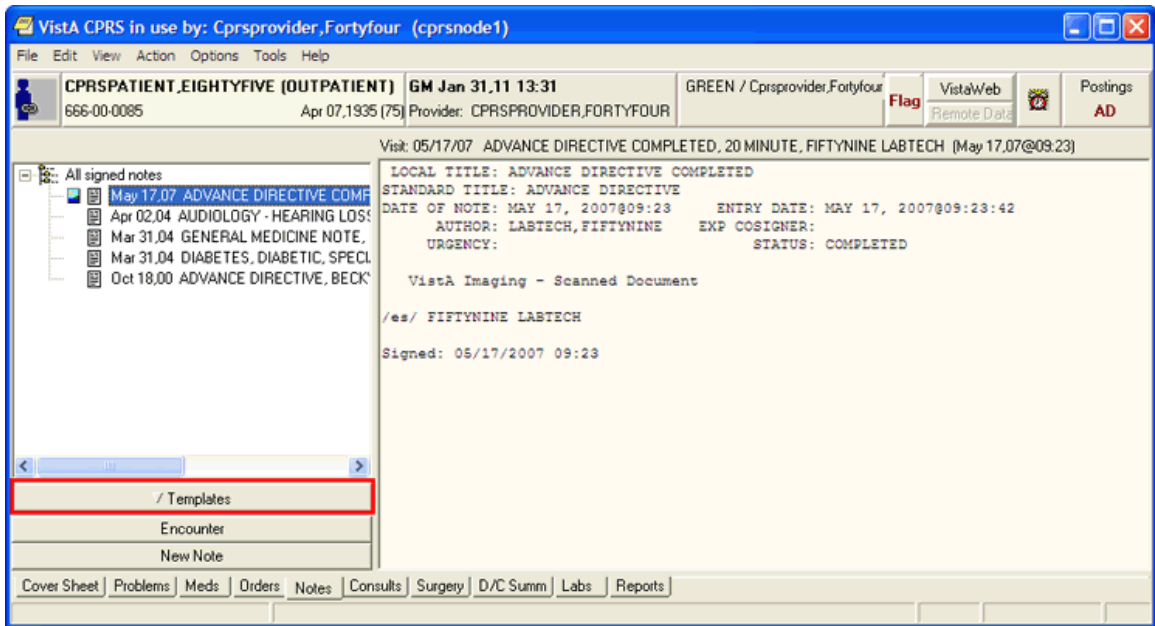 VistA CPRS in use by: Cprsprovider,Fortyfour (cprsnode1)
File Edit View Action Options Tools Help
CPRSPATIENT,EIGHTYFIVE (OUTPATIENT) GM Jan 31,11 13:31 GREEN / Cprsprovider,Fortyfour Flag VistaWeb Postings
666-00-0085 Apr 07,1935 (75) Provider: CPRSPROVIDER,FORTYFOUR Remote Data AD
Visit: 05/17/07 ADVANCE DIRECTIVE COMPLETED, 20 MINUTE, FIFTYNINE LABTECH (May 17,07@09:23)
All signed notes
May 17,07 ADVANCE DIRECTIVE COMP
Apr 02,04 AUDIOLOGY - HEARING LOSS
Mar 31,04 GENERAL MEDICINE NOTE,
Mar 31,04 DIABETES, DIABETIC, SPECI
Oct 18,00 ADVANCE DIRECTIVE, BECKY
LOCAL TITLE: ADVANCE DIRECTIVE COMPLETED
STANDARD TITLE: ADVANCE DIRECTIVE
DATE OF NOTE: MAY 17, 2007@09:23 ENTRY DATE: MAY 17, 2007@09:23:42
AUTHOR: LABTECH,FIFTYNINE EXP COSIGNER:
URGENCY: STATUS: COMPLETED
VistA Imaging - Scanned Document
/es/ FIFTYNINE LABTECH
Signed: 05/17/2007 09:23
/ Templates
Encounter
New Note
Cover Sheet Problems Meds Orders Notes Consults Surgery D/C Summ Labs Reports